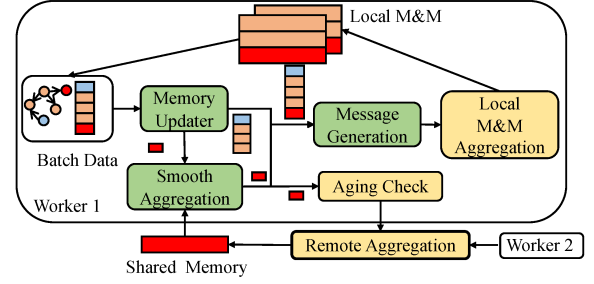 Local M&M
Memory
Updater
Message
Generation
Local
M&M
Aggregation
Batch Data
Smooth
Aggregation
Aging Check
Worker 1
Remote Aggregation
Worker 2
Shared Memory